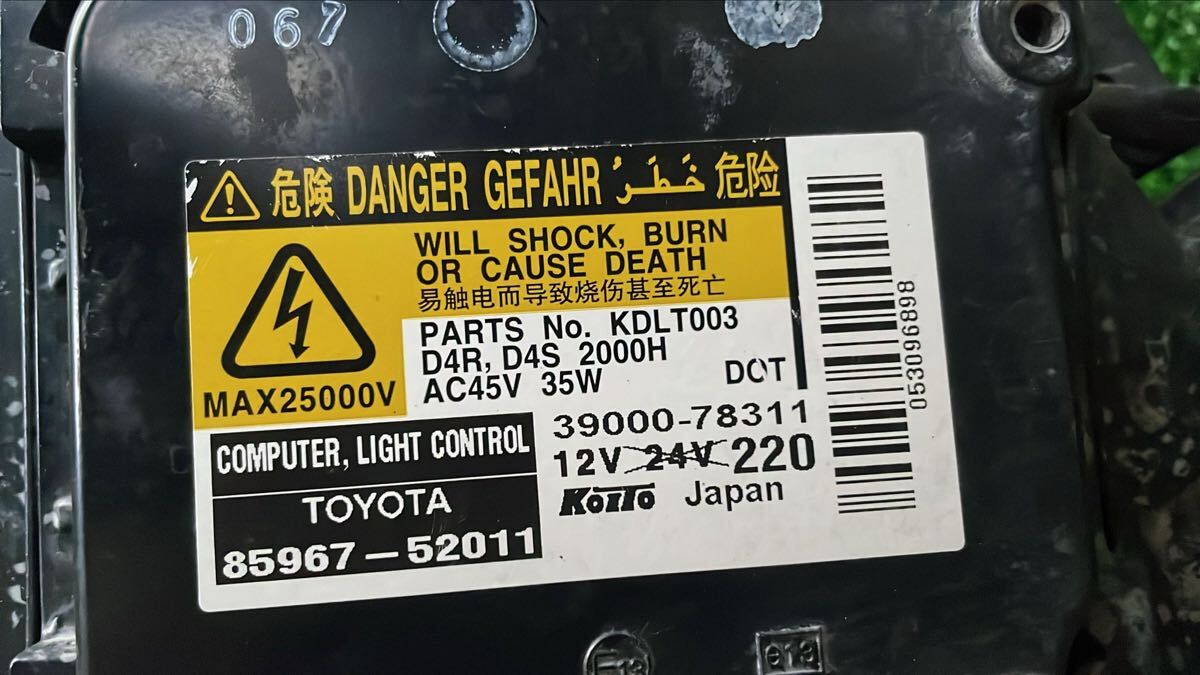 067
危険 DANGER GEFAHR خَطَرُ 危险
WILL SHOCK, BURN
OR CAUSE DEATH
易触电而导致烧伤甚至死亡
MAX25000V
PARTS No. KDLT003
D4R, D4S 2000H
AC45V 35W DOT
COMPUTER, LIGHT CONTROL
TOYOTA
85967-52011
39000-78311
12V 24V 220
KOITO Japan
053096898
E13
e13